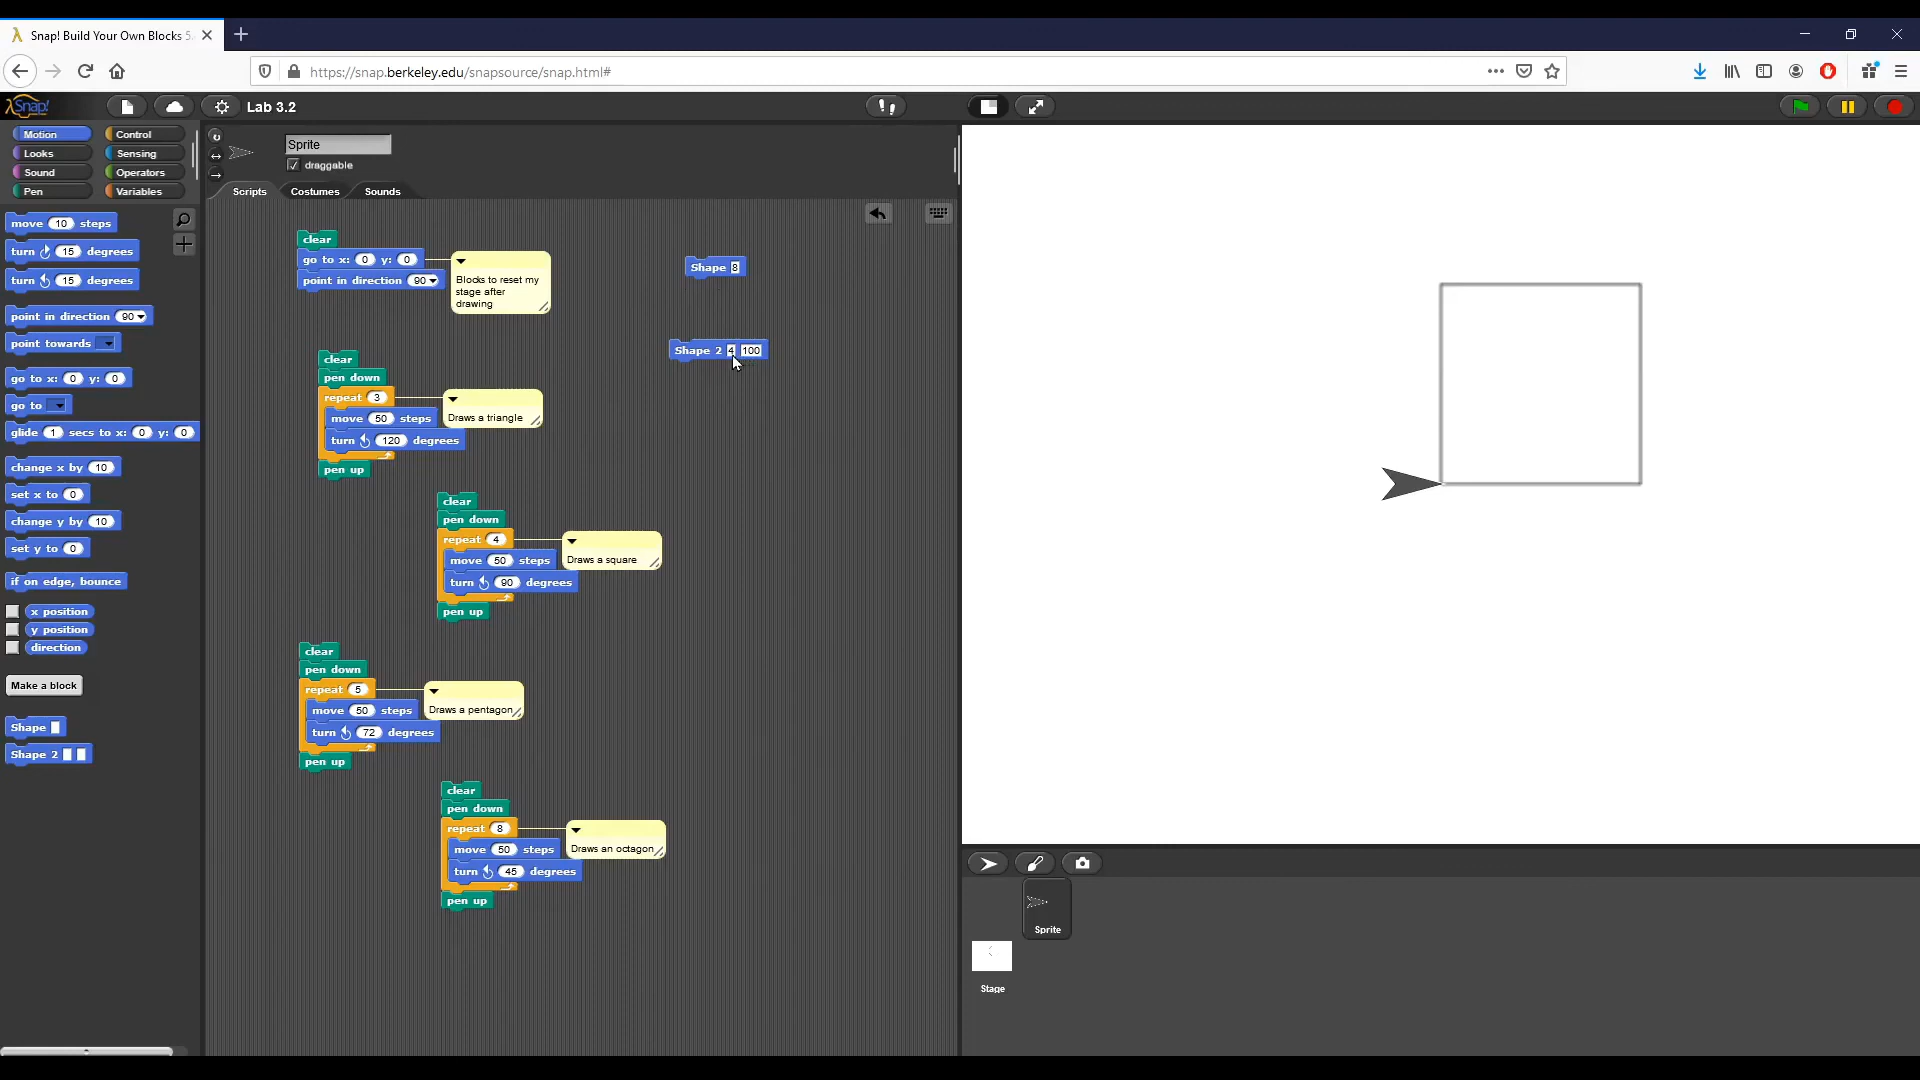 Snap! Build Your Own Blocks 5.
https://snap.berkeley.edu/snapsource/snap.html#
Snap!
Lab 3.2
Motion
Control
Looks
Sensing
Sound
Operators
Pen
Variables
move 10 steps
turn 15 degrees
turn 15 degrees
point in direction 90
point towards
go to x: 0 y: 0
go to
glide 1 secs to x: 0 y: 0
change x by 10
set x to 0
change y by 10
set y to 0
if on edge, bounce
x position
y position
direction
Make a block
Shape
Shape 2
Sprite
draggable
Scripts
Costumes
Sounds
clear
go to x: 0 y: 0
point in direction 90
Blocks to reset my
stage after
drawing
Shape 8
Shape 2 4 100
clear
pen down
repeat 3
move 50 steps
turn 120 degrees
pen up
Draws a triangle
clear
pen down
repeat 4
move 50 steps
turn 90 degrees
pen up
Draws a square
clear
pen down
repeat 5
move 50 steps
turn 72 degrees
pen up
Draws a pentagon
clear
pen down
repeat 8
move 50 steps
turn 45 degrees
pen up
Draws an octagon
Sprite
Stage